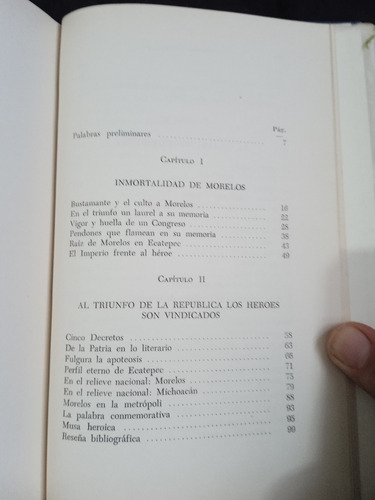 Pág.
Palabras preliminares 7
CAPÍTULO I
INMORTALIDAD DE MORELOS
Bustamante y el culto a Morelos 16
En el triunfo un laurel a su memoria 22
Vigor y huella de un Congreso 28
Pendones que flamean en su memoria 38
Raíz de Morelos en Ecatepec 43
El Imperio frente al héroe 49
CAPÍTULO II
AL TRIUNFO DE LA REPUBLICA LOS HEROES
SON VINDICADOS
Cinco Decretos 58
De la Patria en lo literario 63
Fulgura la apoteosis 68
Perfil eterno de Ecatepec 71
En el relieve nacional: Morelos 75
En el relieve nacional: Michoacán 79
Morelos en la metrópoli 88
La palabra conmemorativa 95
Musa heroica 95
Reseña bibliográfica 99